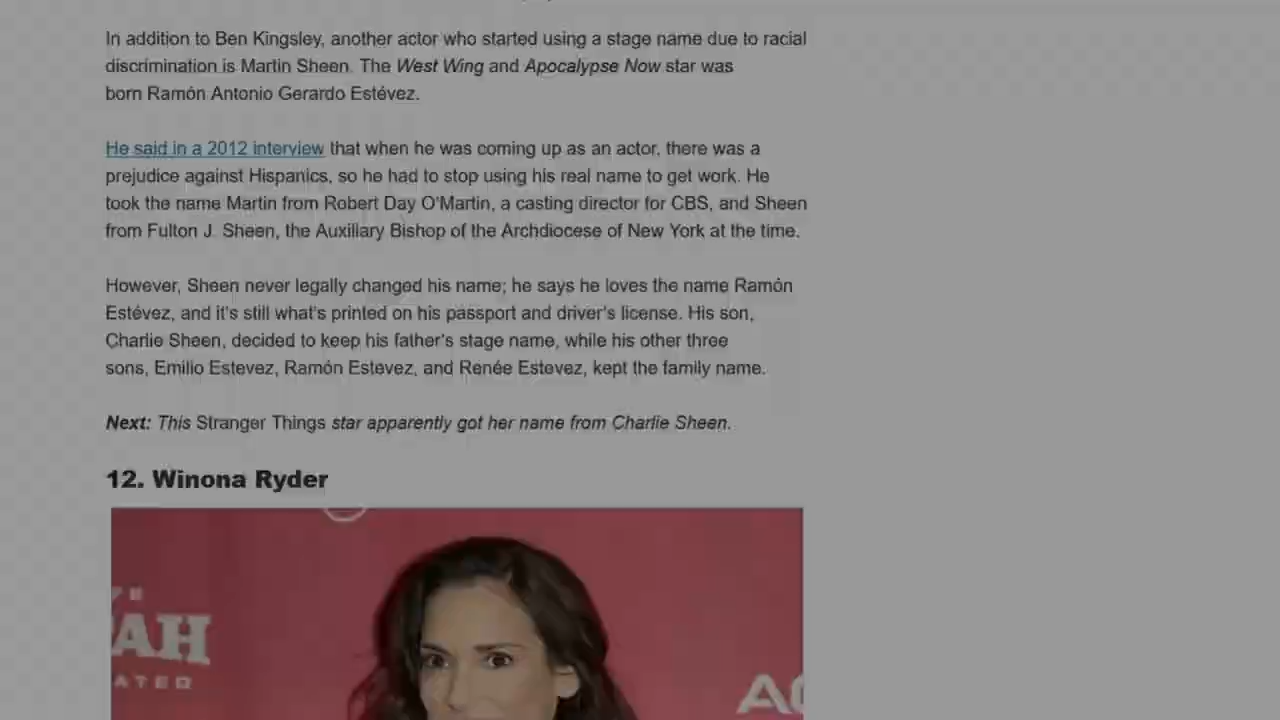 In addition to Ben Kingsley, another actor who started using a stage name due to racial
discrimination is Martin Sheen. The West Wing and Apocalypse Now star was
born Ramón Antonio Gerardo Estévez.
He said in a 2012 interview that when he was coming up as an actor, there was a
prejudice against Hispanics, so he had to stop using his real name to get work. He
took the name Martin from Robert Day O'Martin, a casting director for CBS, and Sheen
from Fulton J. Sheen, the Auxiliary Bishop of the Archdiocese of New York at the time.
However, Sheen never legally changed his name; he says he loves the name Ramón
Estévez, and it's still what's printed on his passport and driver's license. His son,
Charlie Sheen, decided to keep his father's stage name, while his other three
sons, Emilio Estevez, Ramón Estevez, and Renée Estevez, kept the family name.
Next: This Stranger Things star apparently got her name from Charlie Sheen.
12. Winona Ryder
AH
ATED